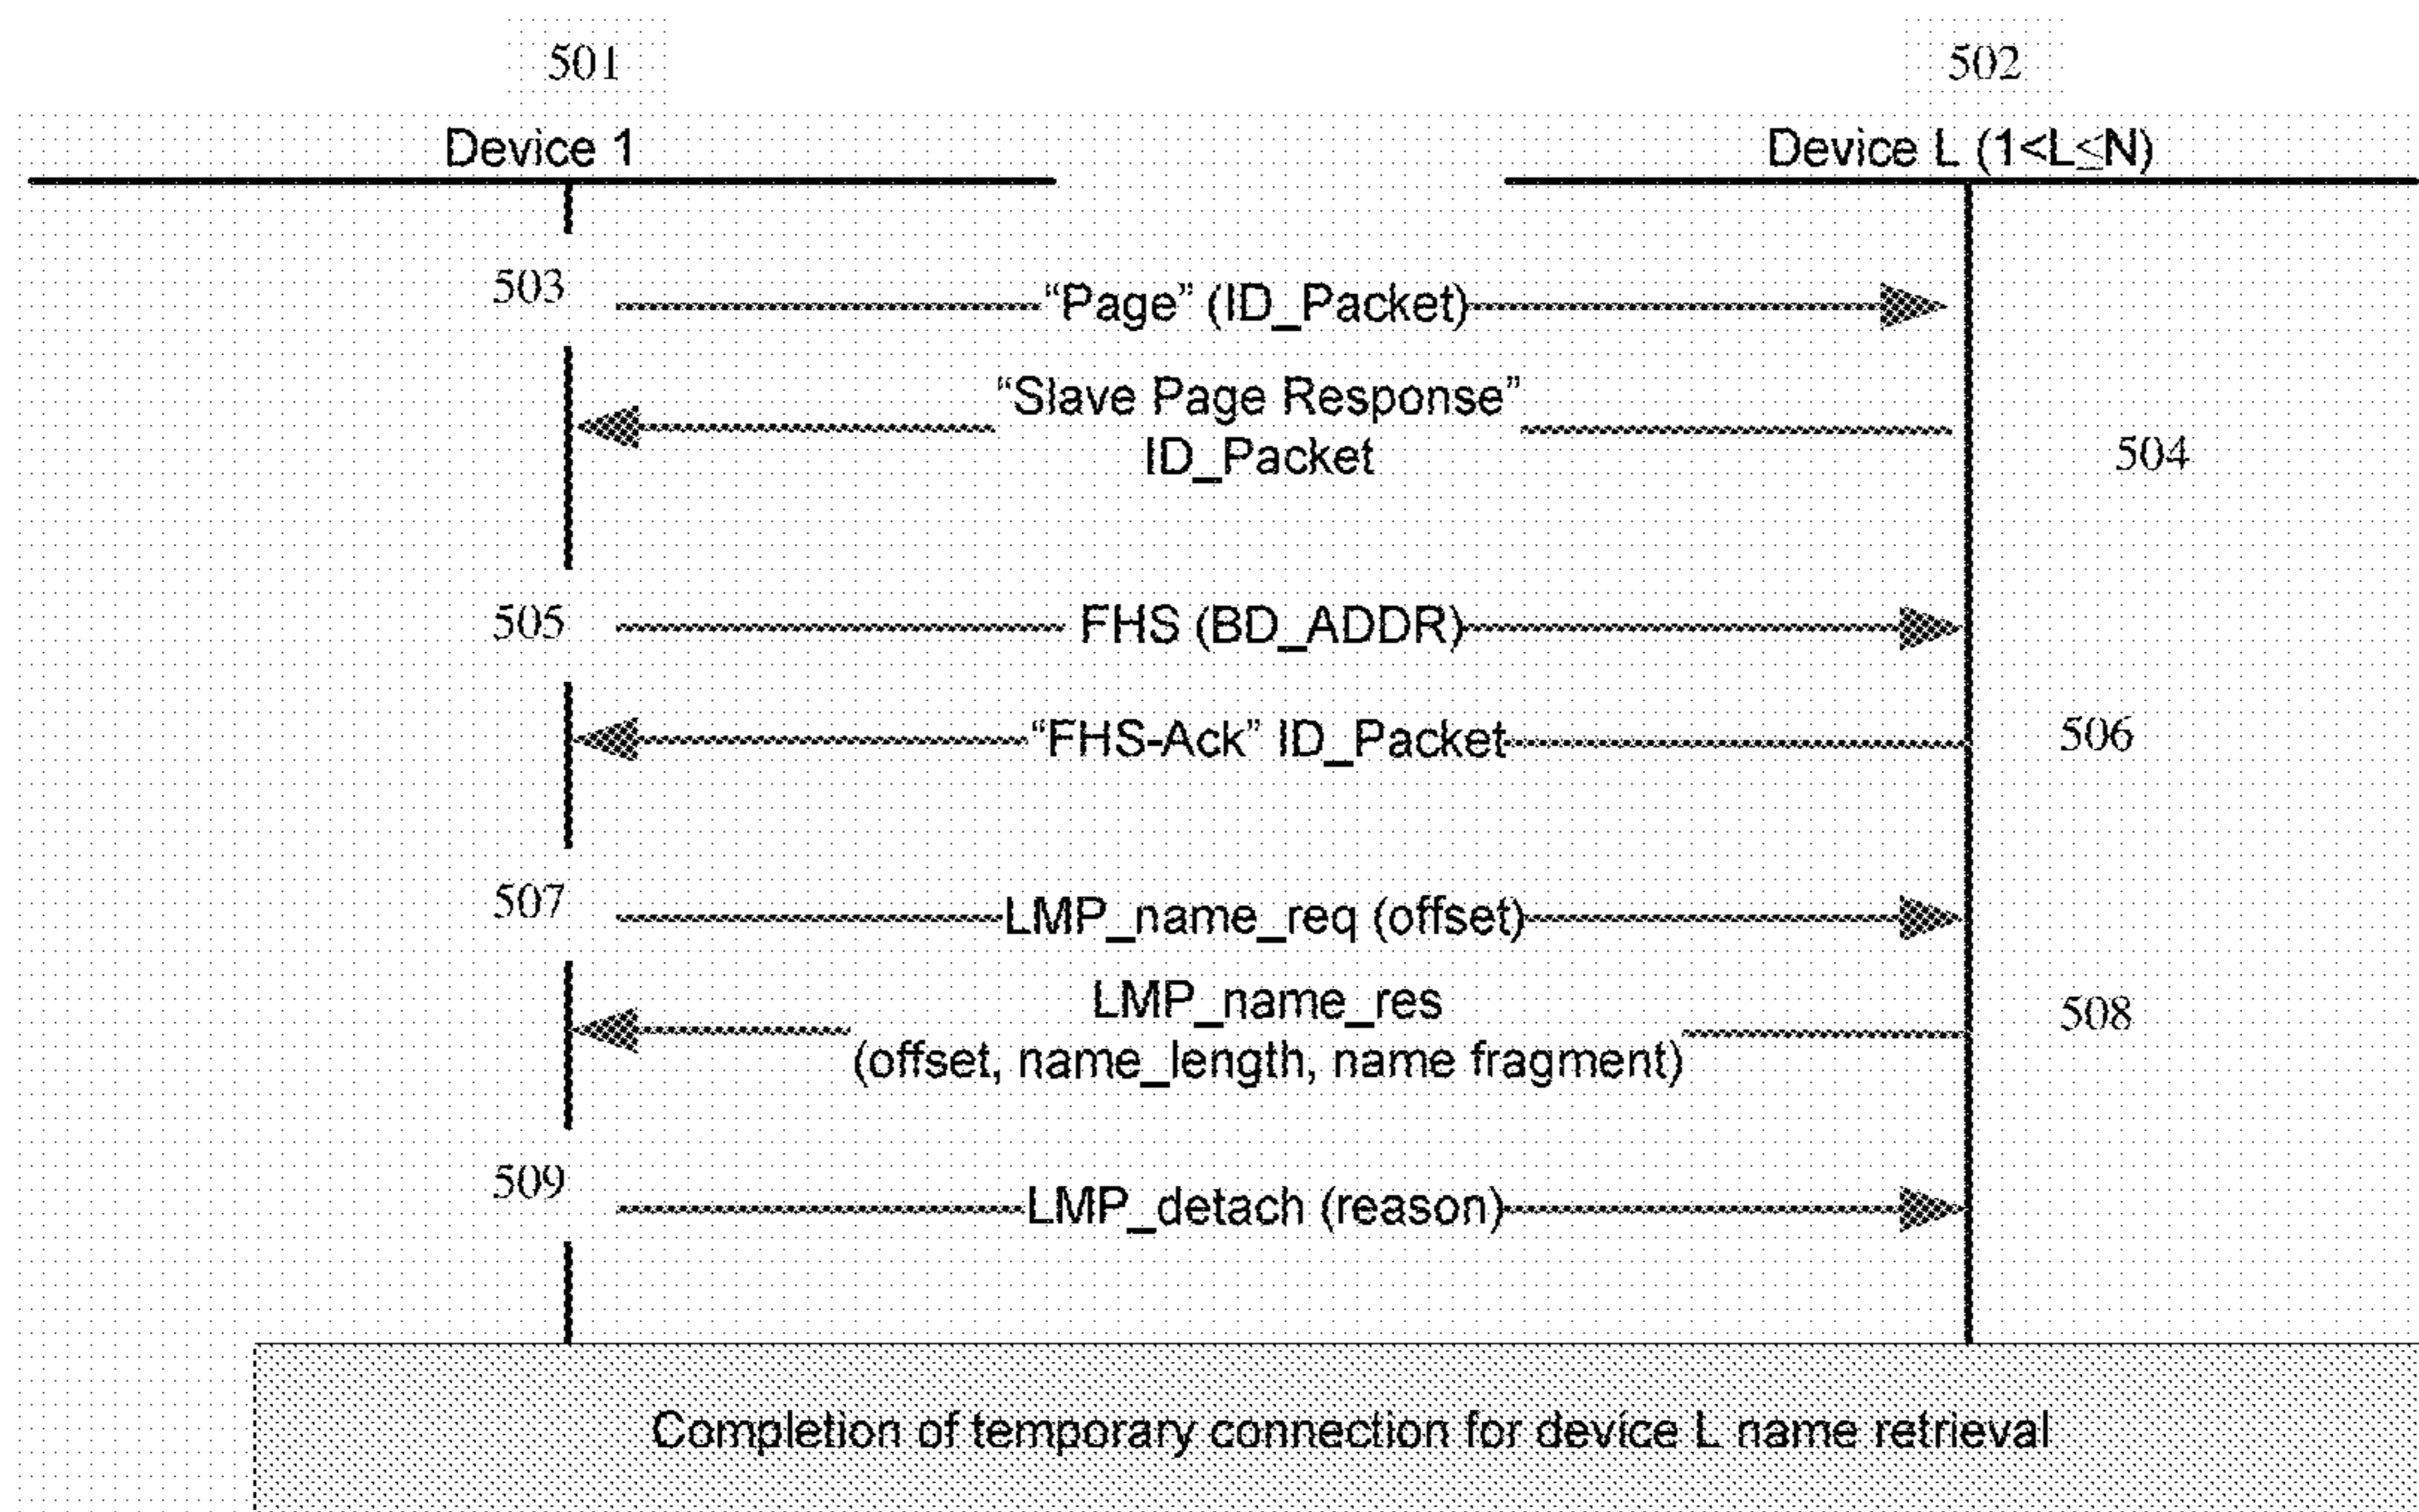 501
502
Device 1
Device L (1<L≤N)
503
“Page” (ID_Packet)
“Slave Page Response”
ID_Packet
504
505
FHS (BD_ADDR)
“FHS-Ack” ID_Packet
506
507
LMP_name_req (offset)
LMP_name_res
(offset, name_length, name fragment)
508
509
LMP_detach (reason)
Completion of temporary connection for device L name retrieval